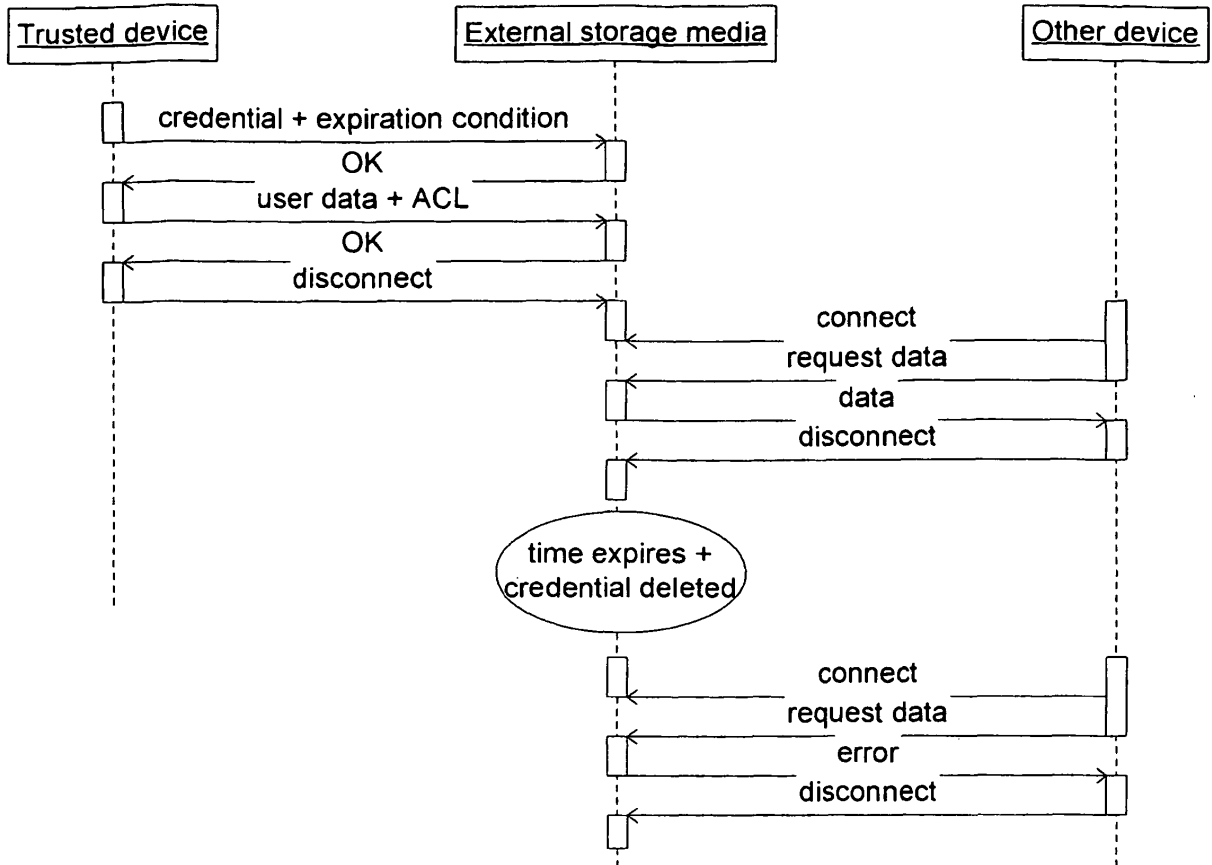 Trusted device
External storage media
Other device
credential + expiration condition
OK
user data + ACL
OK
disconnect
connect
request data
data
disconnect
time expires +
credential deleted
connect
request data
error
disconnect